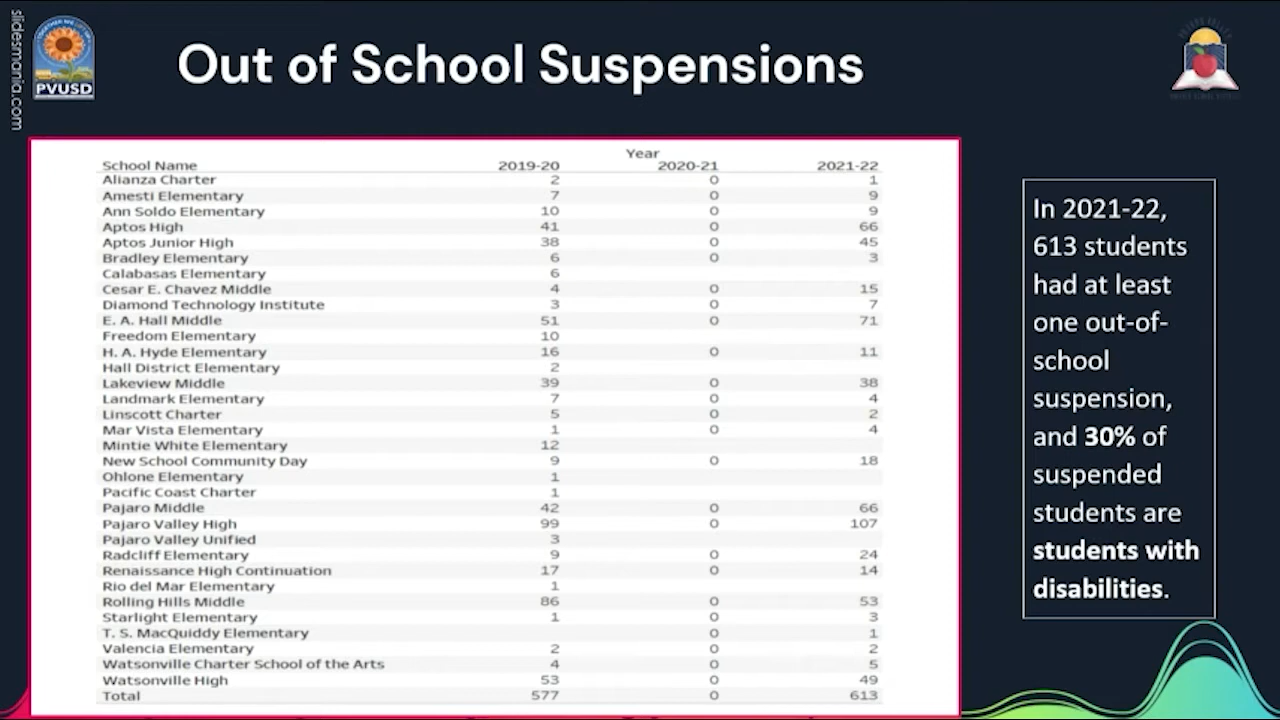 slidesmania.com
PVUSD
Out of School Suspensions
Year
School Name 2019-20 2020-21 2021-22
Alianza Charter 2 0 1
Amesti Elementary 7 0 9
Ann Soldo Elementary 10 0 9
Aptos High 41 0 66
Aptos Junior High 38 0 45
Bradley Elementary 6 0 3
Calabasas Elementary 6
Cesar E. Chavez Middle 4 0 15
Diamond Technology Institute 3 0 7
E. A. Hall Middle 51 0 71
Freedom Elementary 10
H. A. Hyde Elementary 16 0 11
Hall District Elementary 2
Lakeview Middle 39 0 38
Landmark Elementary 7 0 4
Linscott Charter 5 0 2
Mar Vista Elementary 1 0 4
Mintie White Elementary 12
New School Community Day 9 0 18
Ohlone Elementary 1
Pacific Coast Charter 1
Pajaro Middle 42 0 66
Pajaro Valley High 99 0 107
Pajaro Valley Unified 3
Radcliff Elementary 9 0 24
Renaissance High Continuation 17 0 14
Rio del Mar Elementary 1
Rolling Hills Middle 86 0 53
Starlight Elementary 1 0 3
T. S. MacQuiddy Elementary 0 1
Valencia Elementary 2 0 2
Watsonville Charter School of the Arts 4 0 5
Watsonville High 53 0 49
Total 577 0 613
In 2021-22,
613 students
had at least
one out-of-
school
suspension,
and 30% of
suspended
students are
students with
disabilities.